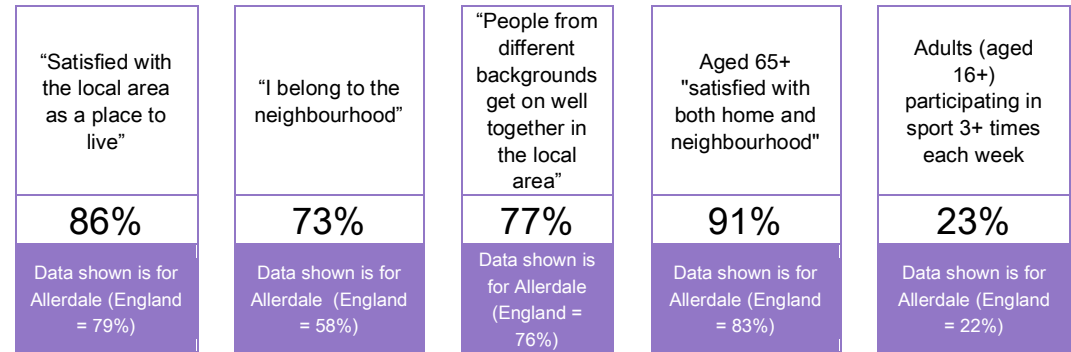 “Satisfied with
the local area
as a place to
live”
86%
Data shown is for
Allerdale (England
= 79%)
“I belong to the
neighbourhood”
73%
Data shown is for
Allerdale  (England
= 58%)
“People from
different
backgrounds
get on well
together in
the local
area”
77%
Data shown is
for Allerdale
(England =
76%)
Aged 65+
"satisfied with
both home and
neighbourhood"
91%
Data shown is for
Allerdale (England
= 83%)
Adults (aged
16+)
participating in
sport 3+ times
each week
23%
Data shown is for
Allerdale (England
= 22%)